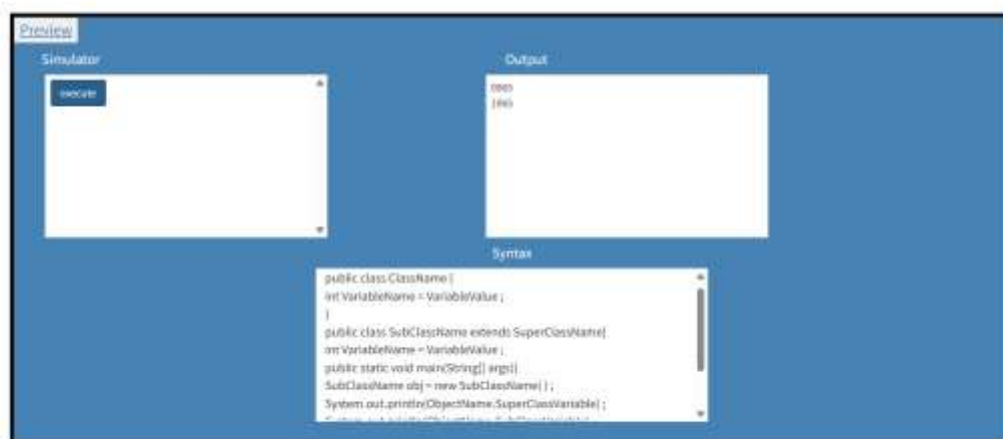 Preview
Simulator
Output
execute
Syntax
public class ClassName {
int VariableName = VariableValue ;
}
public class SubClassName extends SuperClassName{
int VariableName = VariableValue ;
public static void main(String[] args){
SubClassName obj = new SubClassName( ) ;
System.out.println(ObjectName.SuperClassVariable) ;